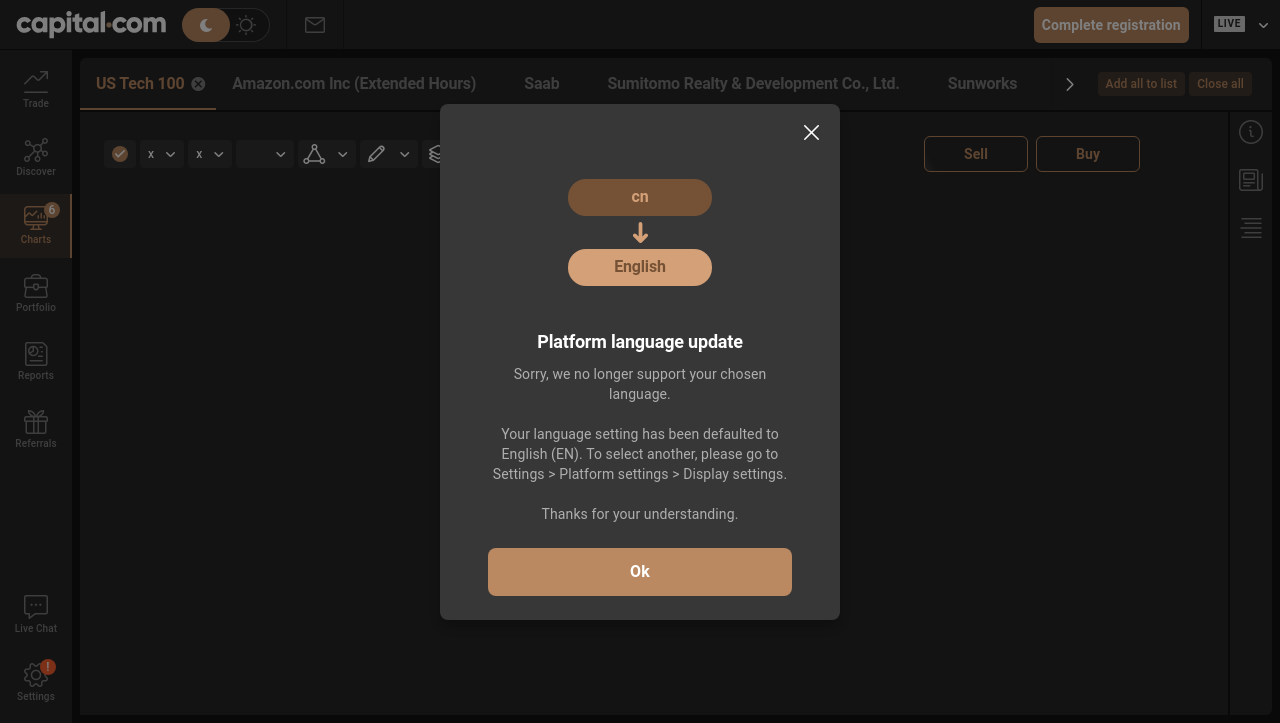 capital.com
Complete registration
LIVE
US Tech 100
Amazon.com Inc (Extended Hours)
Saab
Sumitomo Realty & Development Co., Ltd.
Sunworks
Add all to list
Close all
Trade
Discover
6
Charts
Portfolio
Reports
Referrals
Live Chat
!
Settings
x
x
Sell
Buy
cn
English
Platform language update
Sorry, we no longer support your chosen
language.
Your language setting has been defaulted to
English (EN). To select another, please go to
Settings > Platform settings > Display settings.
Thanks for your understanding.
Ok